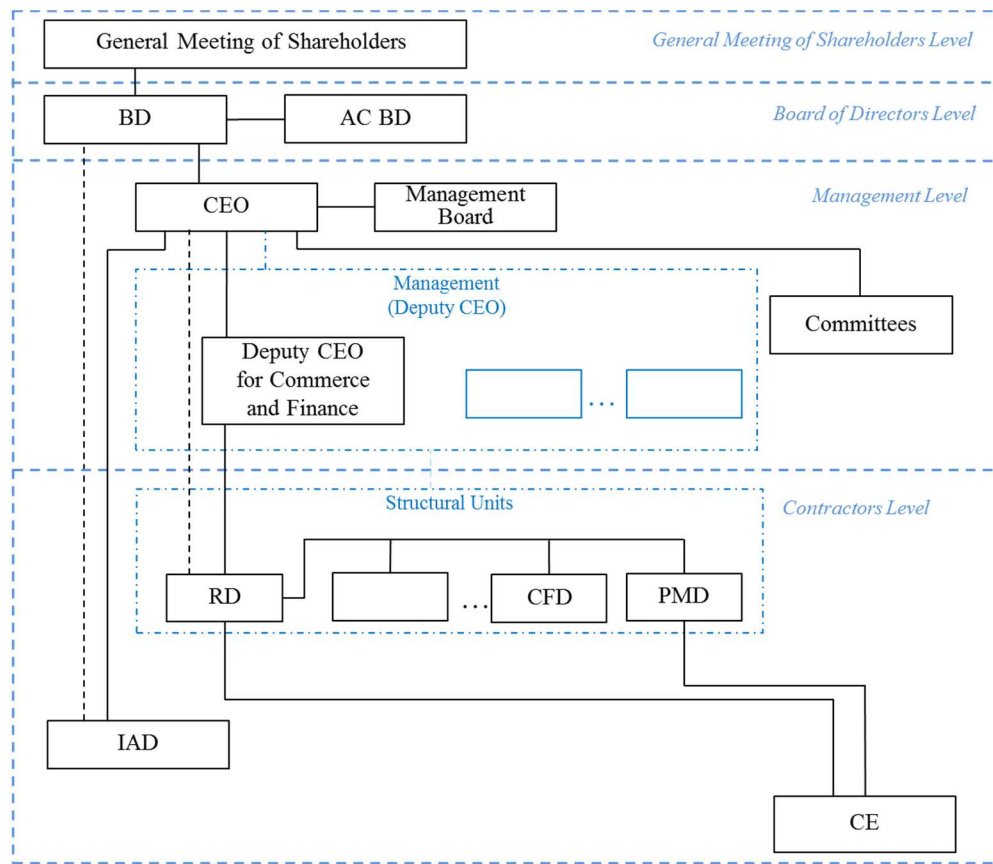 General Meeting of Shareholders
General Meeting of Shareholders Level
BD
AC BD
Board of Directors Level
CEO
Management
Board
Management Level
Management
(Deputy CEO)
Committees
Deputy CEO
for Commerce
and Finance
...
Structural Units
Contractors Level
RD
...
CFD
PMD
IAD
CE